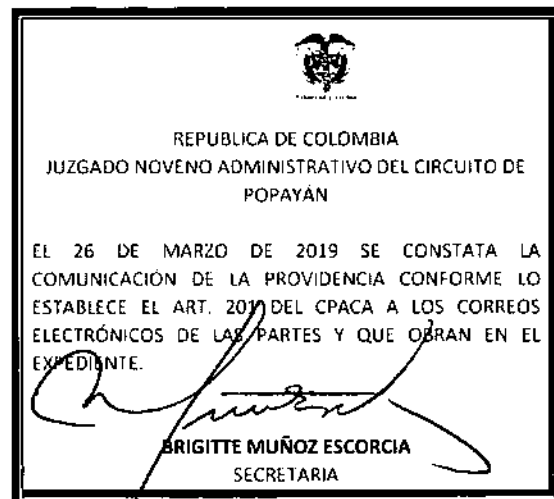 REPUBLICA DE COLOMBIA
JUZGADO NOVENO ADMINISTRATIVO DEL CIRCUITO DE
POPAYÁN
EL 26 DE MARZO DE 2019 SE CONSTATA LA
COMUNICACIÓN DE LA PROVIDENCIA CONFORME LO
ESTABLECE EL ART. 201 DEL CPACA A LOS CORREOS
ELECTRÓNICOS DE LAS PARTES Y QUE OBRAN EN EL
EXPEDIENTE.
BRIGITTE MUÑOZ ESCORCIA
SECRETARIA